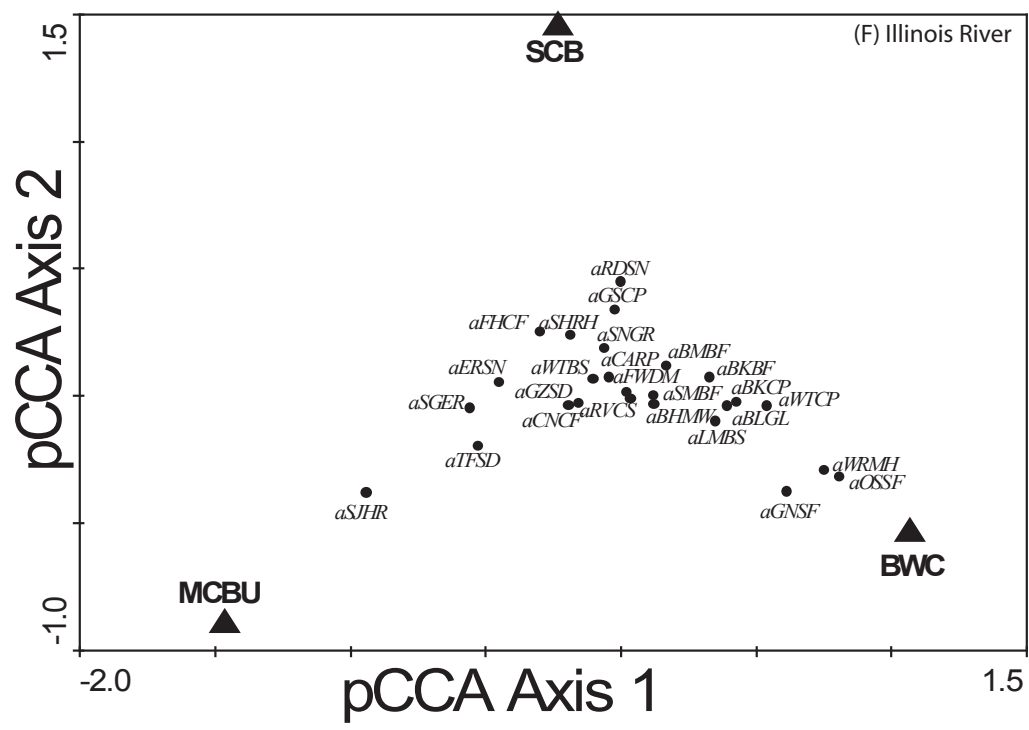 1.5
(F) Illinois River
SCB
aRDSN
aGSCP
aFHCF
aSHRH
aSNGR
aCARP
aBMBF
aERSN
aWTBS
aFWDM
aBKBF
aGZSD
aSMBF
aBKCP
aSGER
aRVCS
aWTCP
aCNCF
aBHMW
aBLGL
aLMBS
aTFSD
aWRMH
aOSSF
aSJHR
aGNSF
BWC
MCBU
pCCA Axis 2
-1.0
-2.0
pCCA Axis 1
1.5